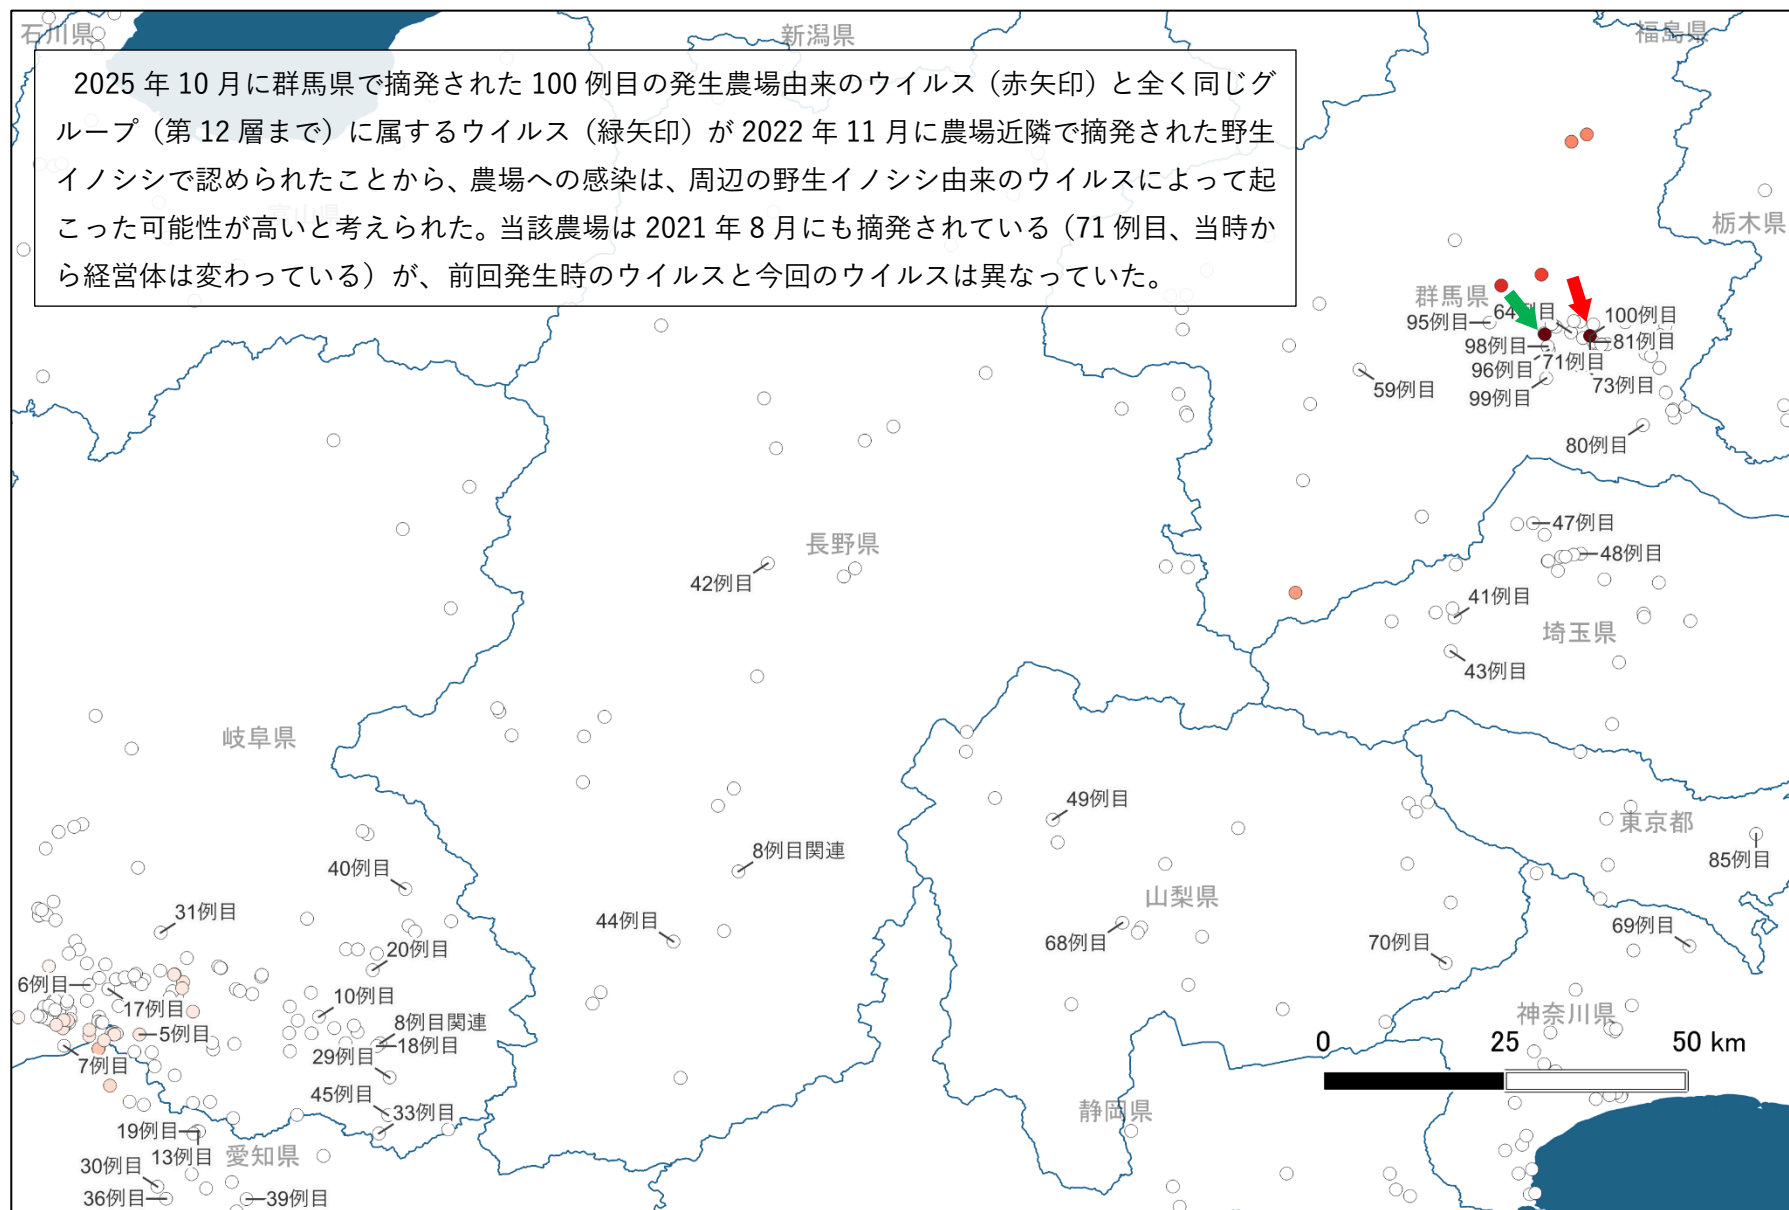 石川県
新潟県
福島県
2025 年 10 月に群馬県で摘発された 100 例目の発生農場由来のウイルス（赤矢印）と全く同じグ
ループ（第 12 層まで）に属するウイルス（緑矢印）が 2022 年 11 月に農場近隣で摘発された野生
イノシシで認められたことから、農場への感染は、周辺の野生イノシシ由来のウイルスによって起
こった可能性が高いと考えられた。当該農場は 2021 年 8 月にも摘発されている（71 例目、当時か
ら経営体は変わっている）が、前回発生時のウイルスと今回のウイルスは異なっていた。
富山県
栃木県
群馬県
64例目
100例目
95例目
98例目
81例目
96例目
71例目
59例目
99例目
73例目
80例目
47例目
長野県
48例目
42例目
41例目
埼玉県
43例目
岐阜県
49例目
東京都
8例目関連
85例目
40例目
山梨県
31例目
44例目
68例目
70例目
69例目
20例目
6例目
17例目
10例目
神奈川県
5例目
8例目関連
18例目
7例目
29例目
0 25 50 km
45例目
33例目
静岡県
19例目
13例目
愛知県
30例目
36例目
39例目